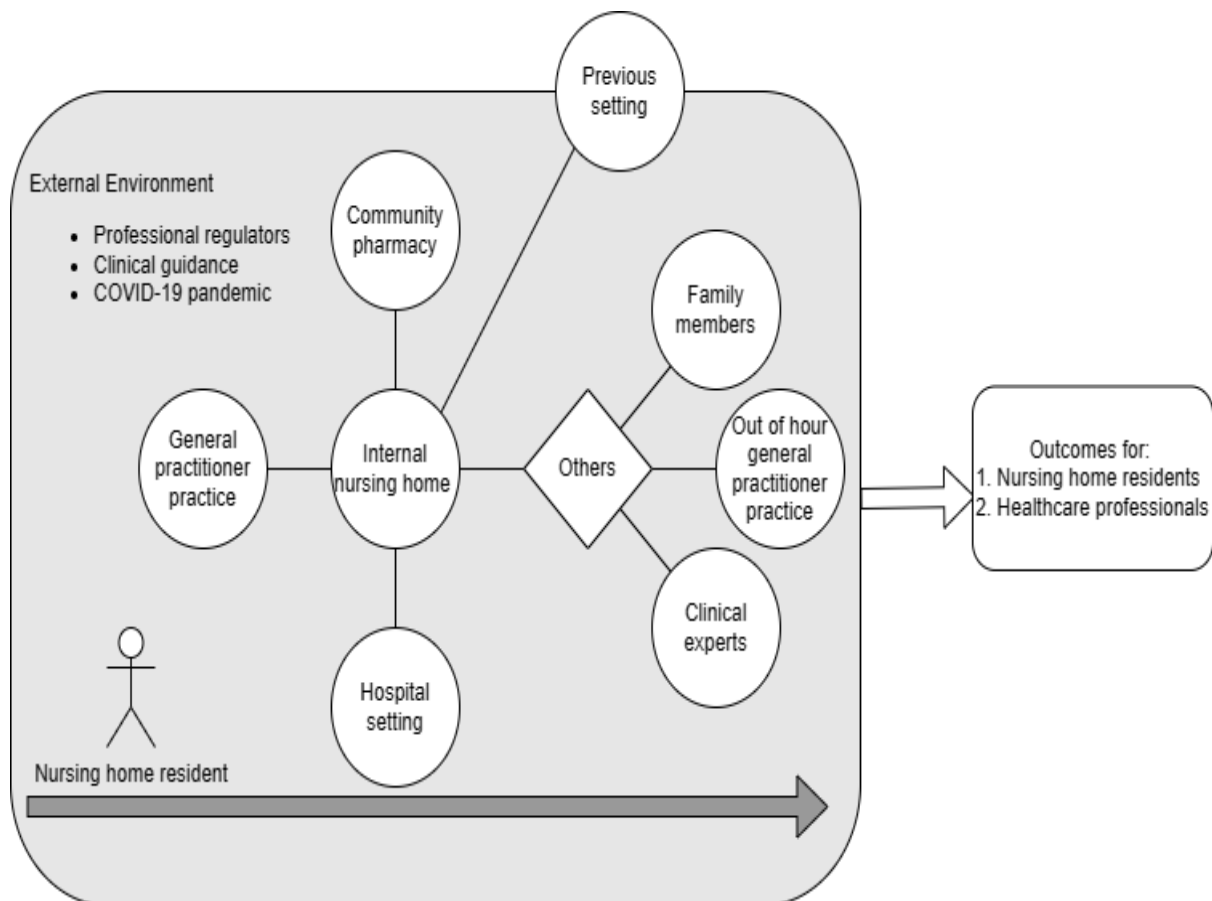 Previous
setting
External Environment
• Professional regulators
• Clinical guidance
• COVID-19 pandemic
Community
pharmacy
Family
members
General
practitioner
practice
Internal
nursing home
Others
Out of hour
general
practitioner
practice
Outcomes for:
1. Nursing home residents
2. Healthcare professionals
Clinical
experts
Hospital
setting
Nursing home resident